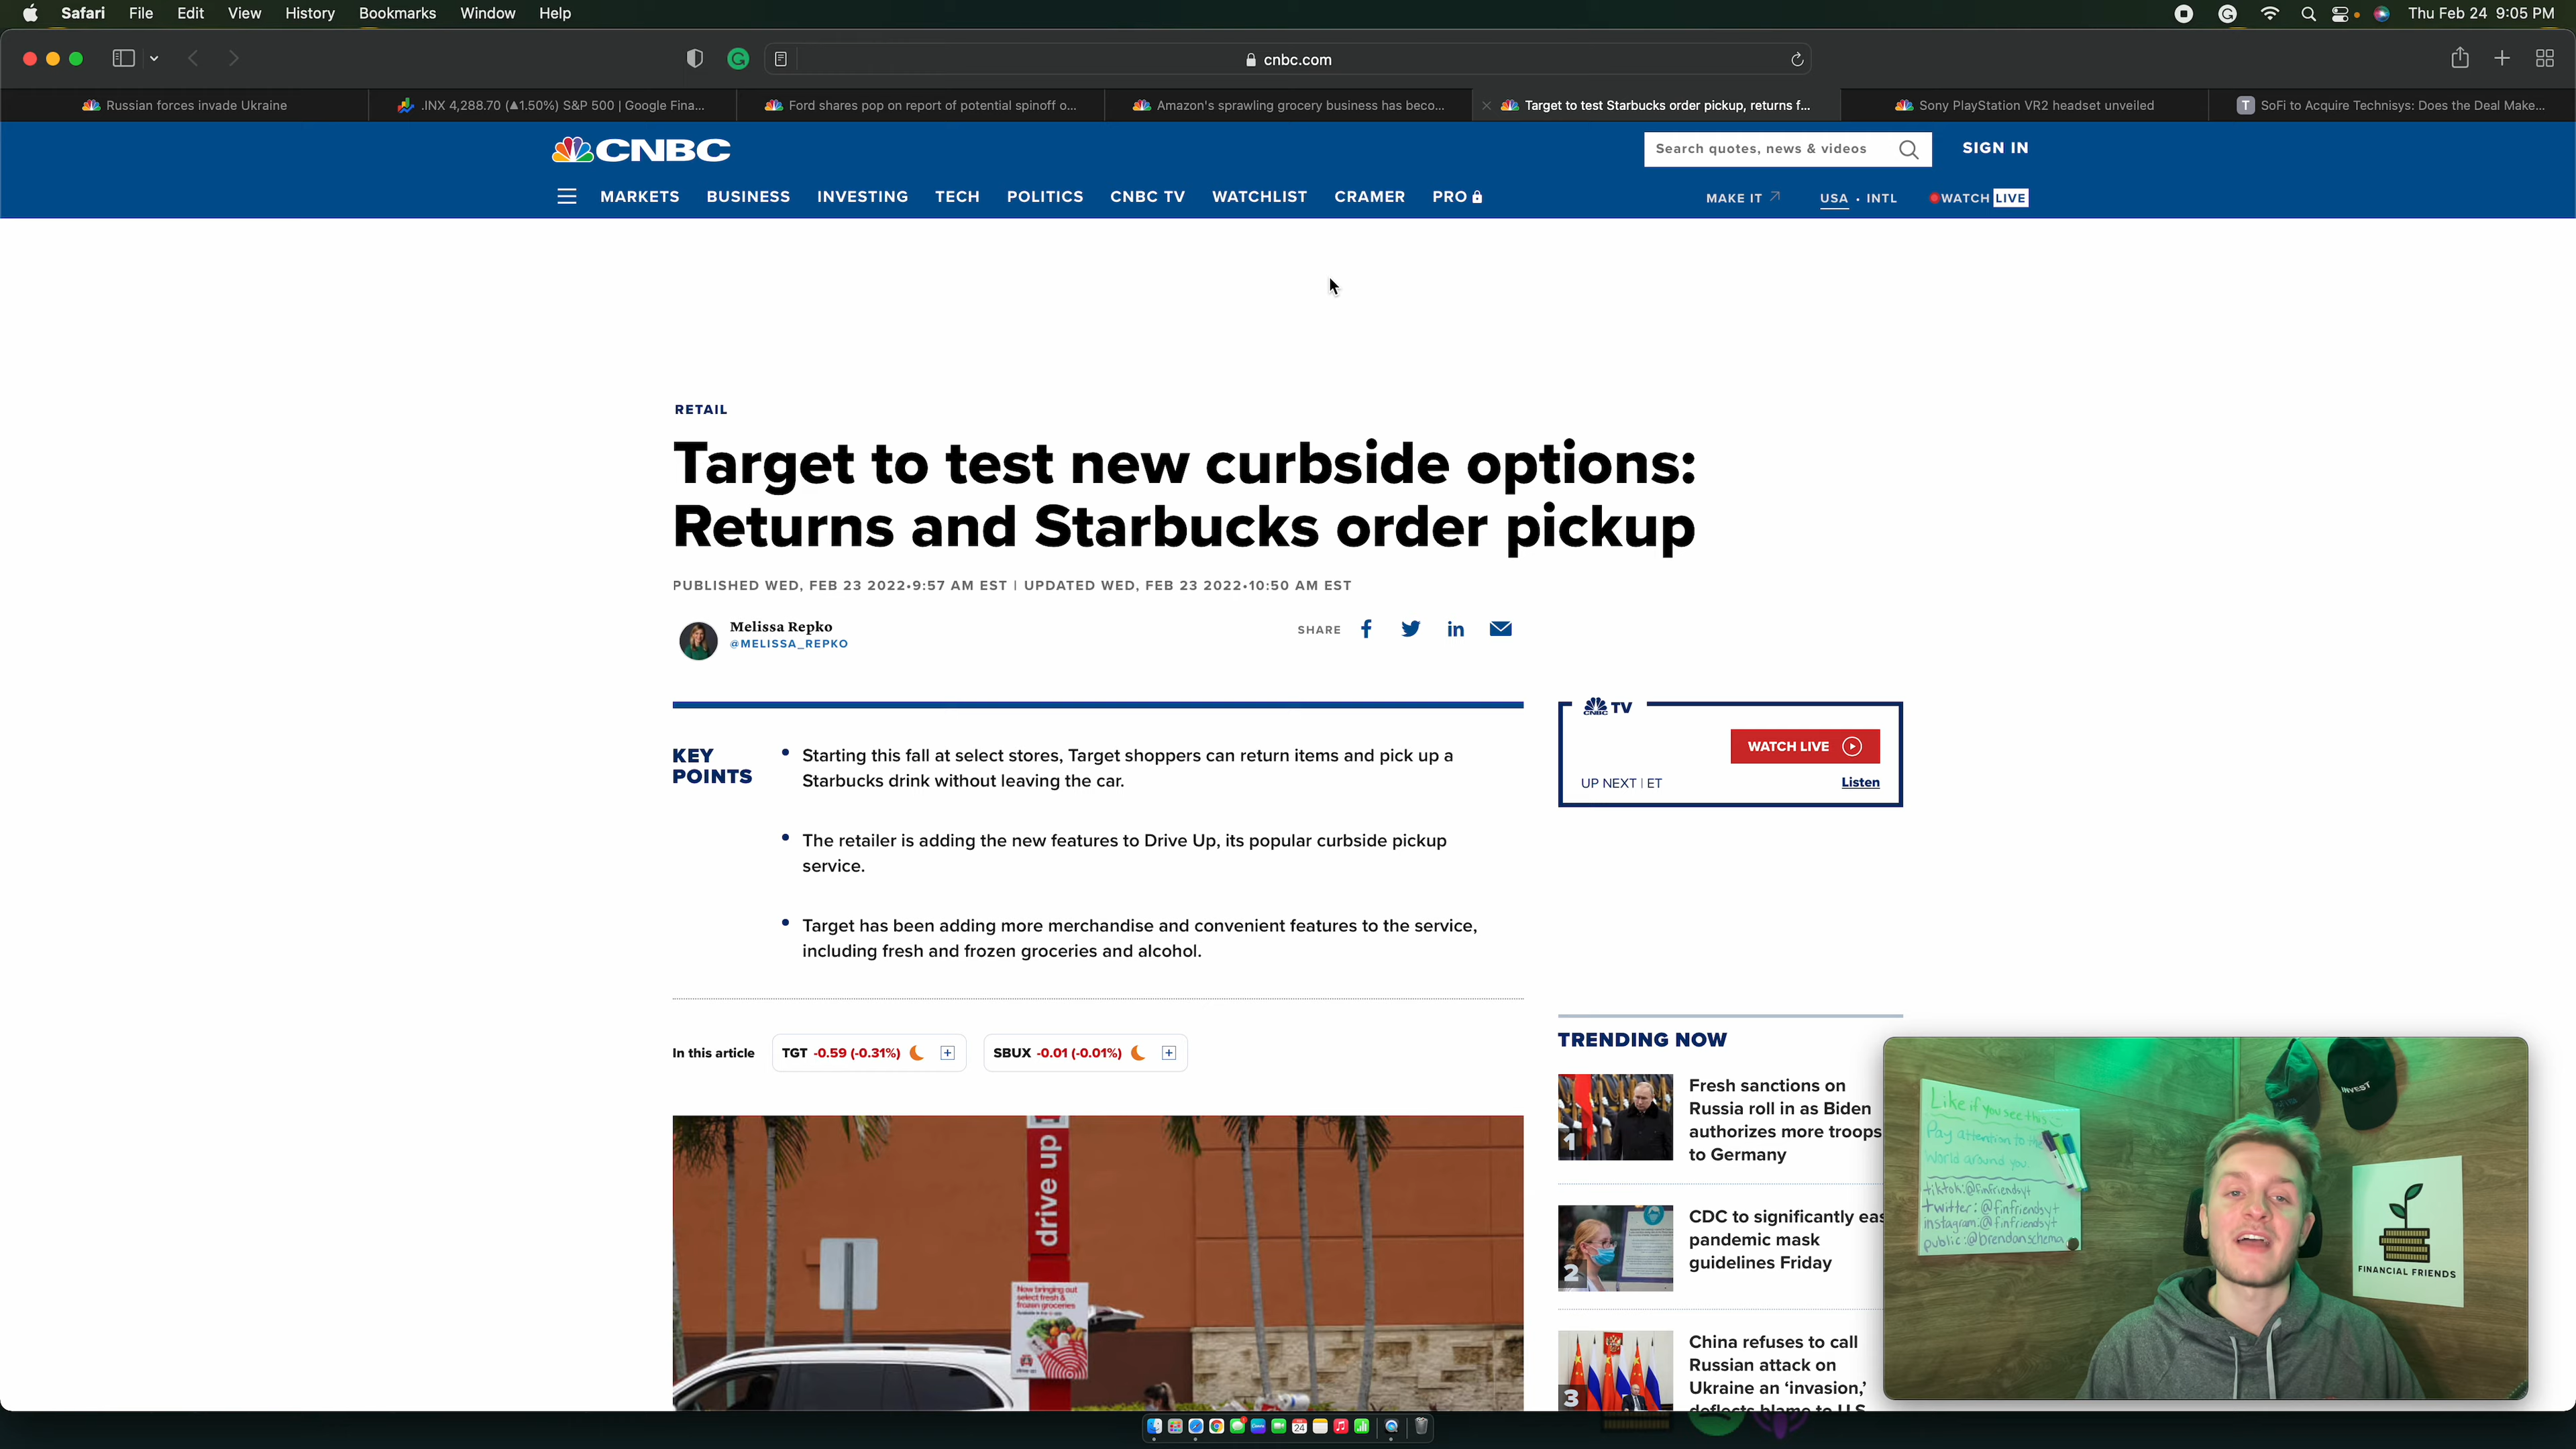 Safari File Edit View History Bookmarks Window Help
Thu Feb 24 9:05 PM
cnbc.com
Russian forces invade Ukraine
.INX 4,288.70 (▲1.50%) S&P 500 | Google Fina...
Ford shares pop on report of potential spinoff o...
Amazon's sprawling grocery business has beco...
Target to test Starbucks order pickup, returns f...
Sony PlayStation VR2 headset unveiled
T SoFi to Acquire Technisys: Does the Deal Make...
CNBC
Search quotes, news & videos
SIGN IN
MARKETS BUSINESS INVESTING TECH POLITICS CNBC TV WATCHLIST CRAMER PRO
MAKE IT USA • INTL WATCH LIVE
RETAIL
Target to test new curbside options:
Returns and Starbucks order pickup
PUBLISHED WED, FEB 23 2022•9:57 AM EST | UPDATED WED, FEB 23 2022•10:50 AM EST
Melissa Repko
@MELISSA_REPKO
SHARE
KEY
POINTS
• Starting this fall at select stores, Target shoppers can return items and pick up a
Starbucks drink without leaving the car.
• The retailer is adding the new features to Drive Up, its popular curbside pickup
service.
• Target has been adding more merchandise and convenient features to the service,
including fresh and frozen groceries and alcohol.
CNBC TV
WATCH LIVE
UP NEXT | ET
Listen
In this article
TGT -0.59 (-0.31%)
SBUX -0.01 (-0.01%)
drive up
Now bringing out
select fresh &
frozen groceries
TRENDING NOW
1
Fresh sanctions on
Russia roll in as Biden
authorizes more troops
to Germany
2
CDC to significantly eas
pandemic mask
guidelines Friday
3
China refuses to call
Russian attack on
Ukraine an ‘invasion,’
deflects blame to U.S.
Like if you see this
Pay attention to the
World around you.
tiktok:@finfriendsyt
twitter:@finfriendsyt
instagram:@finfriendsyt
public:@brendanschema
INVEST
FINANCIAL FRIENDS
24